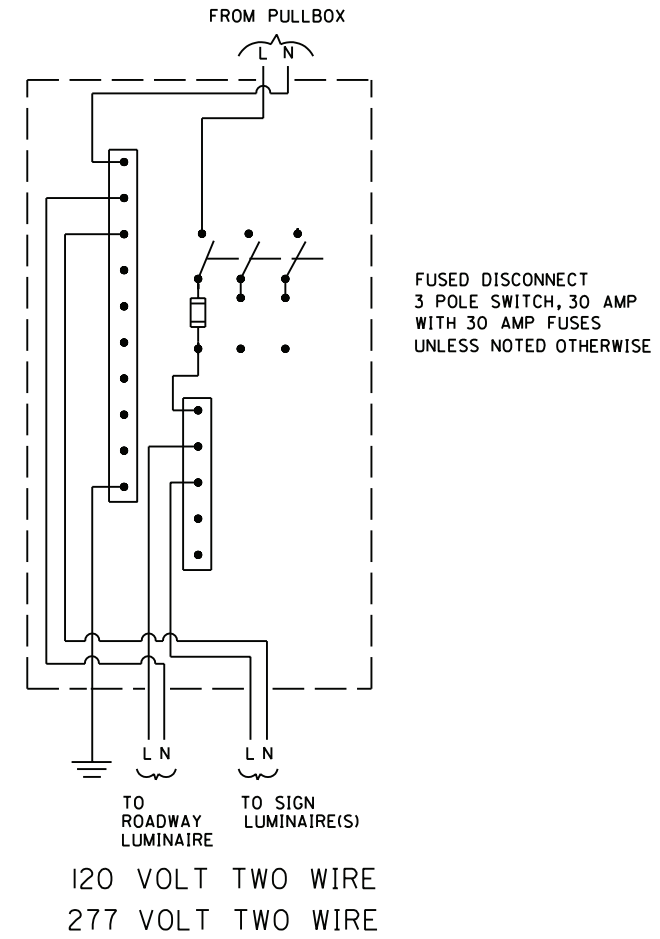 FROM PULLBOX
L N
FUSED DISCONNECT
3 POLE SWITCH, 30 AMP
WITH 30 AMP FUSES
UNLESS NOTED OTHERWISE
L N
L N
TO
ROADWAY
LUMINAIRE
TO SIGN
LUMINAIRE(S)
120 VOLT TWO WIRE
277 VOLT TWO WIRE